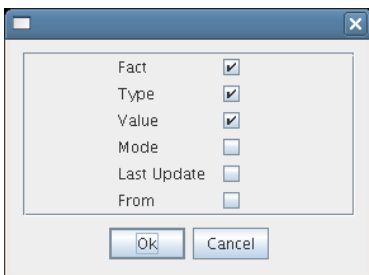 Fact
Type
Value
Mode
Last Update
From
Ok Cancel